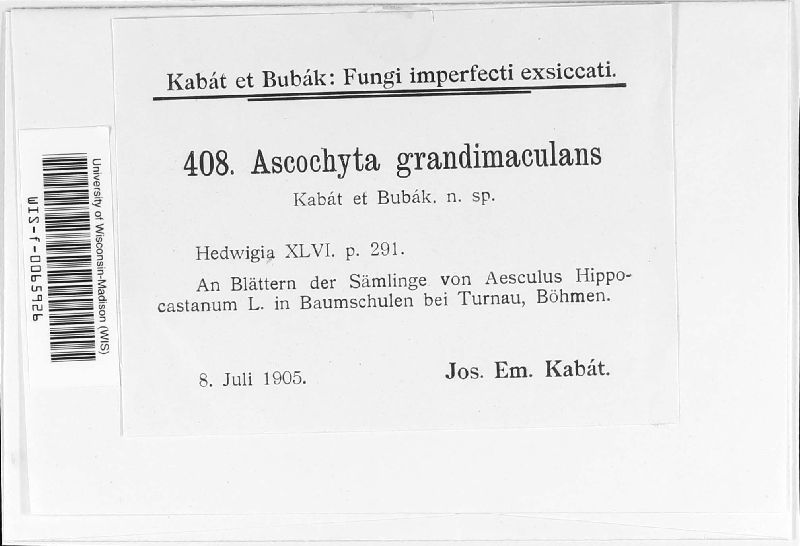 Kabát et Bubák: Fungi imperfecti exsiccati.
408. Ascochyta grandimaculans
Kabát et Bubák. n. sp.
Hedwigia XLVI. p. 291.
An Blättern der Sämlinge von Aesculus Hippo-
castanum L. in Baumschulen bei Turnau, Böhmen.
8. Juli 1905.
Jos. Em. Kabát.
University of Wisconsin-Madison (WIS)
WIS-f-0065926